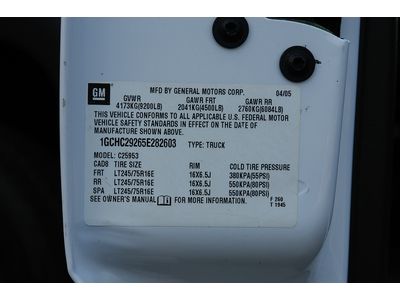 GM
MFD BY GENERAL MOTORS CORP. 04/05
GVWR GAWR FRT GAWR RR
4173KG(9200LB) 2041KG(4500LB) 2760KG(6084LB)
THIS VEHICLE CONFORMS TO ALL APPLICABLE U.S. FEDERAL MOTOR
VEHICLE SAFETY STANDARDS IN EFFECT ON THE DATE OF
MANUFACTURE SHOWN ABOVE.
1GCHC29265E282603 TYPE: TRUCK
MODEL: C25953
CAD8 TIRE SIZE RIM COLD TIRE PRESSURE
FRT LT245/75R16E 16X6.5J 380KPA(55PSI)
RR LT245/75R16E 16X6.5J 550KPA(80PSI)
SPA LT245/75R16E 16X6.5J 550KPA(80PSI)
SEE OWNER'S MANUAL FOR MORE INFORMATION. F 260
T 1945